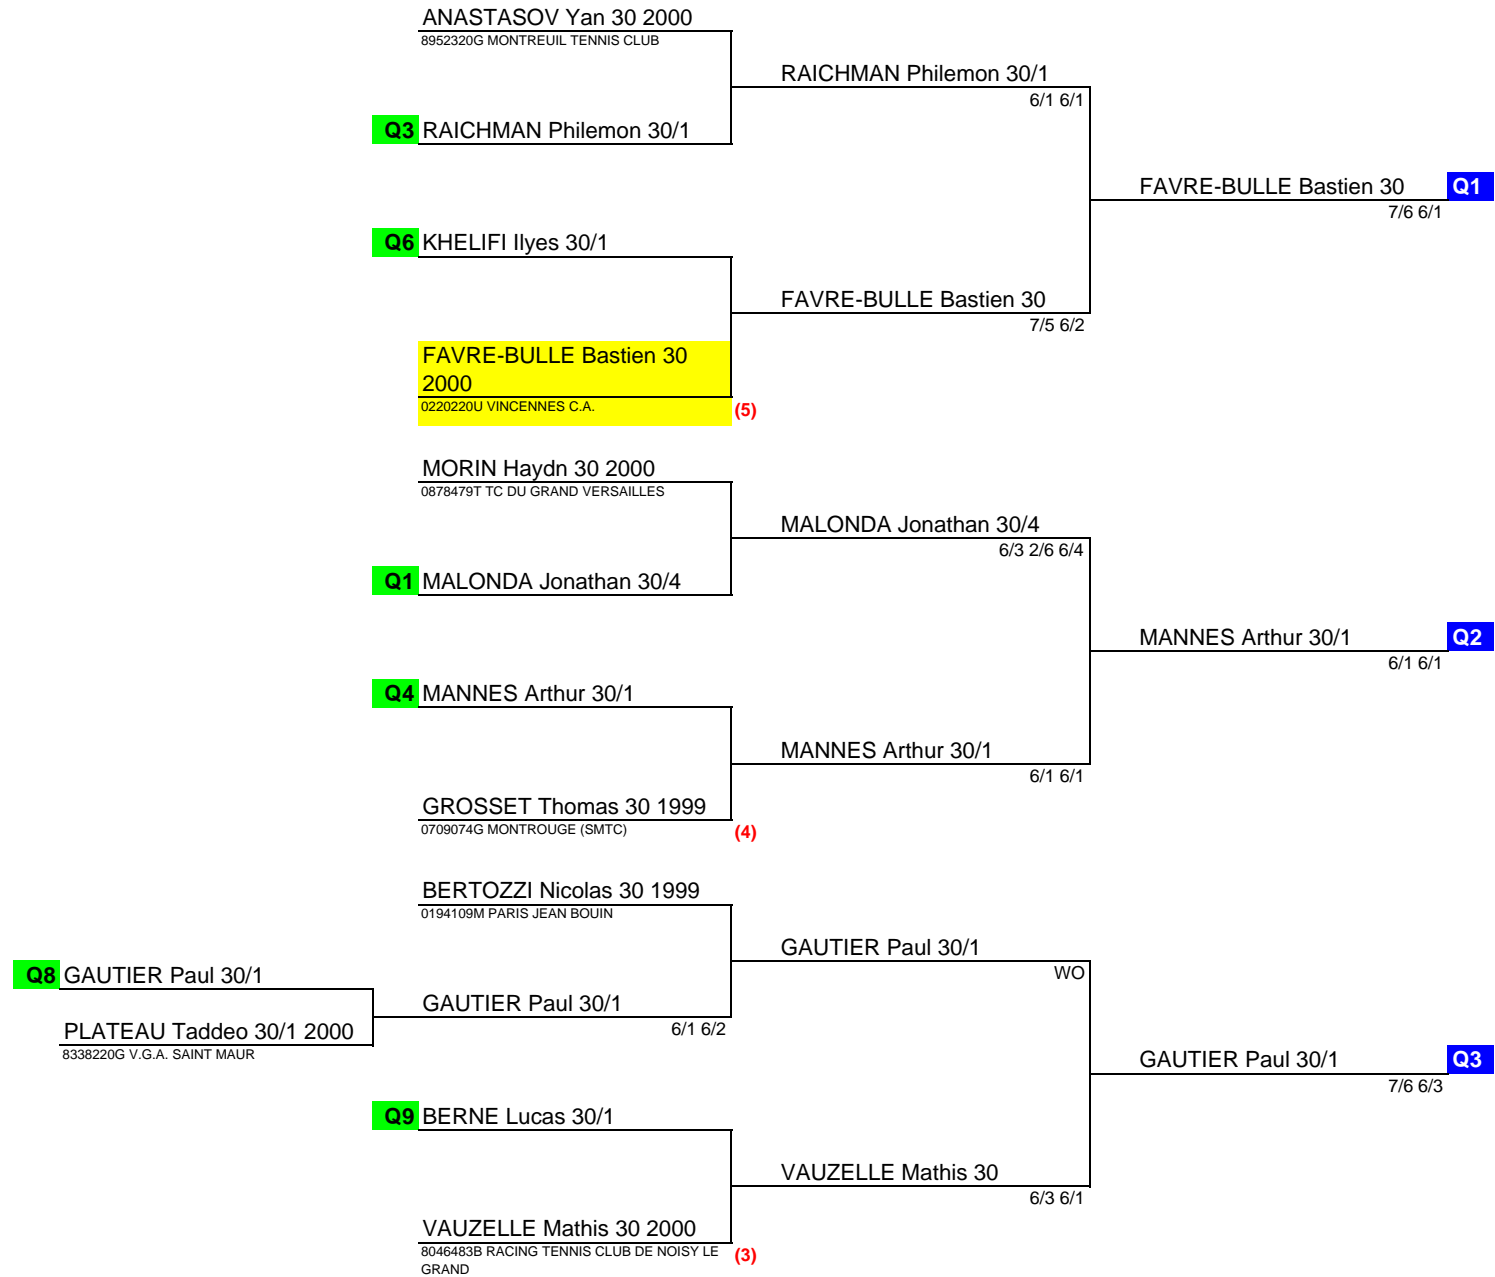 ANASTASOV Yan 30 2000
8952320G MONTREUIL TENNIS CLUB
RAICHMAN Philemon 30/1
6/1 6/1
Q3 RAICHMAN Philemon 30/1
FAVRE-BULLE Bastien 30 Q1
7/6 6/1
Q6 KHELIFI Ilyes 30/1
FAVRE-BULLE Bastien 30
7/5 6/2
FAVRE-BULLE Bastien 30
2000
0220220U VINCENNES C.A.
(5)
MORIN Haydn 30 2000
0878479T TC DU GRAND VERSAILLES
MALONDA Jonathan 30/4
6/3 2/6 6/4
Q1 MALONDA Jonathan 30/4
MANNES Arthur 30/1 Q2
6/1 6/1
Q4 MANNES Arthur 30/1
MANNES Arthur 30/1
6/1 6/1
GROSSET Thomas 30 1999
0709074G MONTROUGE (SMTC)
(4)
BERTOZZI Nicolas 30 1999
0194109M PARIS JEAN BOUIN
GAUTIER Paul 30/1
WO
Q8 GAUTIER Paul 30/1
GAUTIER Paul 30/1
6/1 6/2
PLATEAU Taddeo 30/1 2000
8338220G V.G.A. SAINT MAUR
GAUTIER Paul 30/1 Q3
7/6 6/3
Q9 BERNE Lucas 30/1
VAUZELLE Mathis 30
6/3 6/1
VAUZELLE Mathis 30 2000
8046483B RACING TENNIS CLUB DE NOISY LE
GRAND
(3)